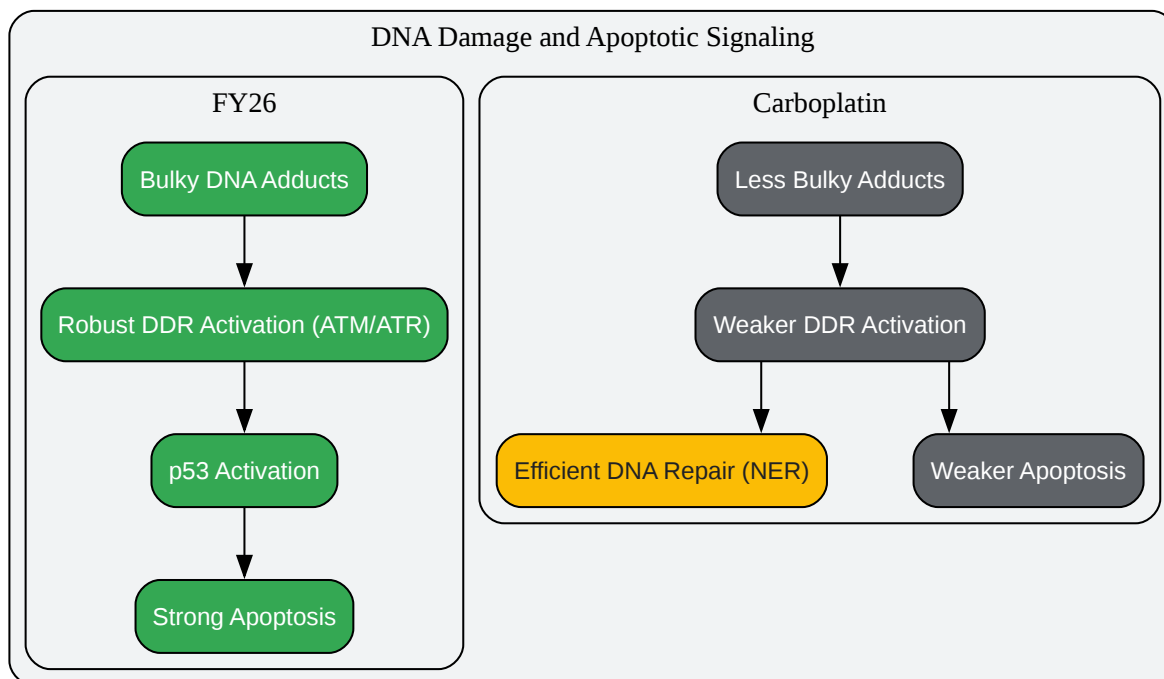 DNA Damage and Apoptotic Signaling
FY26
Bulky DNA Adducts
Robust DDR Activation (ATM/ATR)
p53 Activation
Strong Apoptosis
Carboplatin
Less Bulky Adducts
Weaker DDR Activation
Efficient DNA Repair (NER)
Weaker Apoptosis